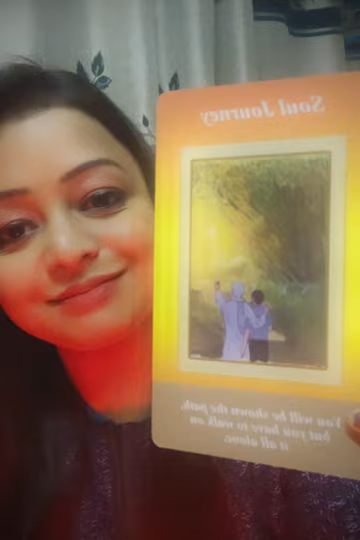 Soul Journey
You will be shown the path,
but you have to walk on
it all alone.